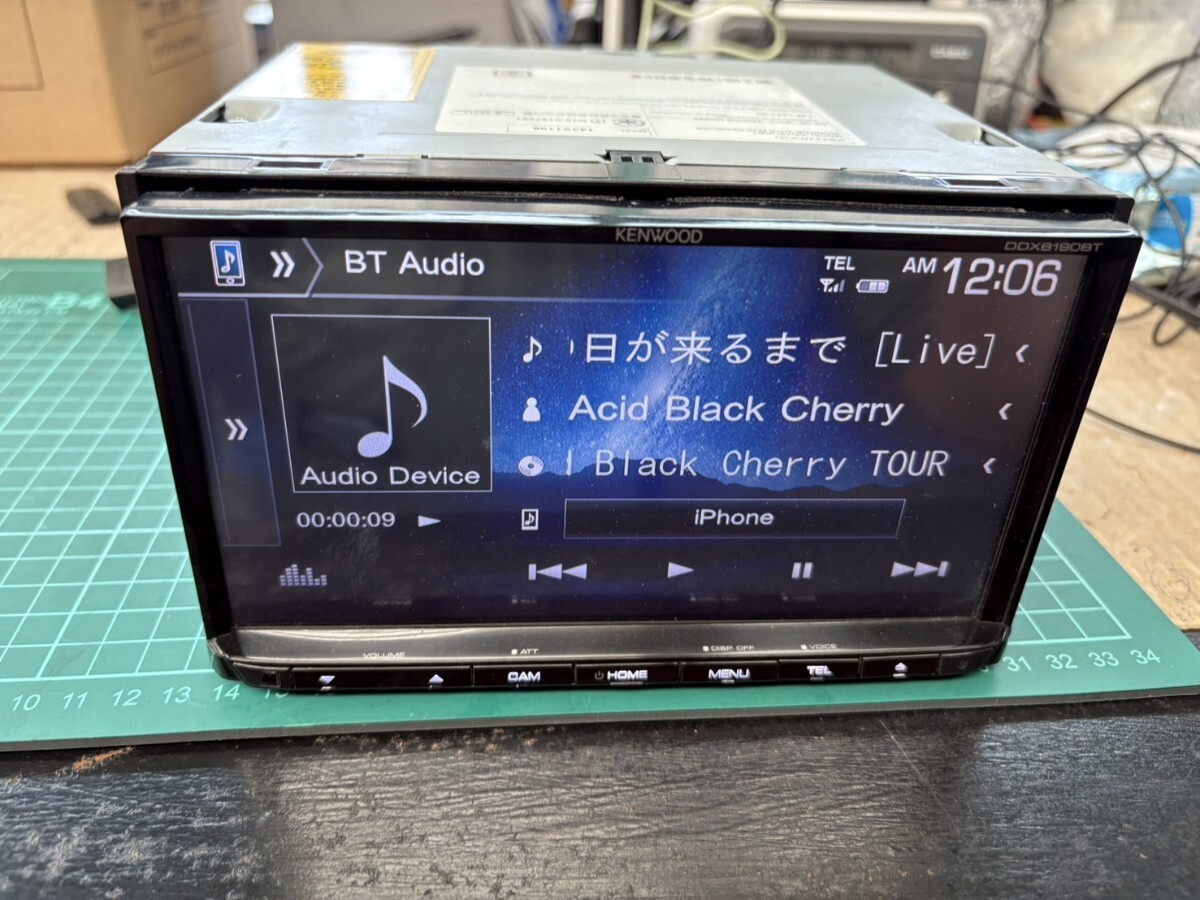 KENWOOD
DDX6190BT
BT Audio
TEL
AM 12:06
日が来るまで [Live]
Acid Black Cherry
Black Cherry TOUR
Audio Device
00:00:09
iPhone
VOLUME
ATT
DISP OFF
VOICE
CAM
HOME
MENU
TEL
10 11 12 13 14 15
31 32 33 34